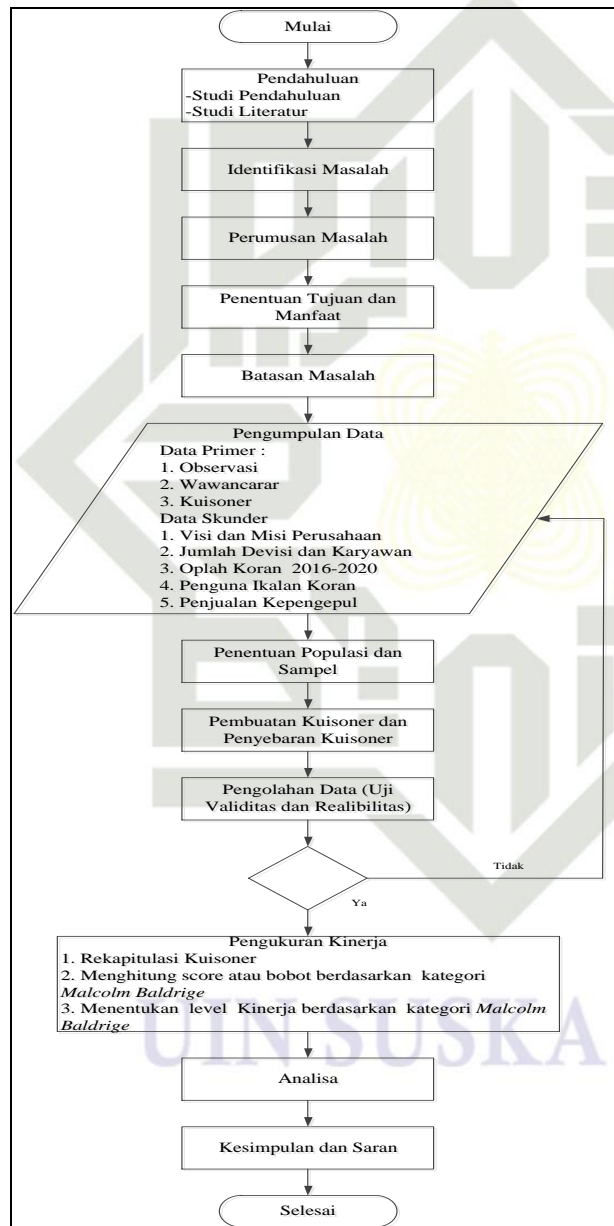 Mulai
Pendahuluan
-Studi Pendahuluan
-Studi Literatur
Identifikasi Masalah
Perumusan Masalah
Penentuan Tujuan dan
Manfaat
Batasan Masalah
Pengumpulan Data
Data Primer :
1. Observasi
2. Wawancarar
3. Kuisoner
Data Skunder
1. Visi dan Misi Perusahaan
2. Jumlah Devisi dan Karyawan
3. Oplah Koran 2016-2020
4. Penguna Ikalan Koran
5. Penjualan Kepengepul
Penentuan Populasi dan
Sampel
Pembuatan Kuisoner dan
Penyebaran Kuisoner
Pengolahan Data (Uji
Validitas dan Realibilitas)
Tidak
Ya
Pengukuran Kinerja
1. Rekapitulasi Kuisoner
2. Menghitung score atau bobot berdasarkan kategori
Malcolm Baldrige
3. Menentukan level Kinerja berdasarkan kategori Malcolm
Baldrige
UIN SUSKA
Analisa
Kesimpulan dan Saran
Selesai